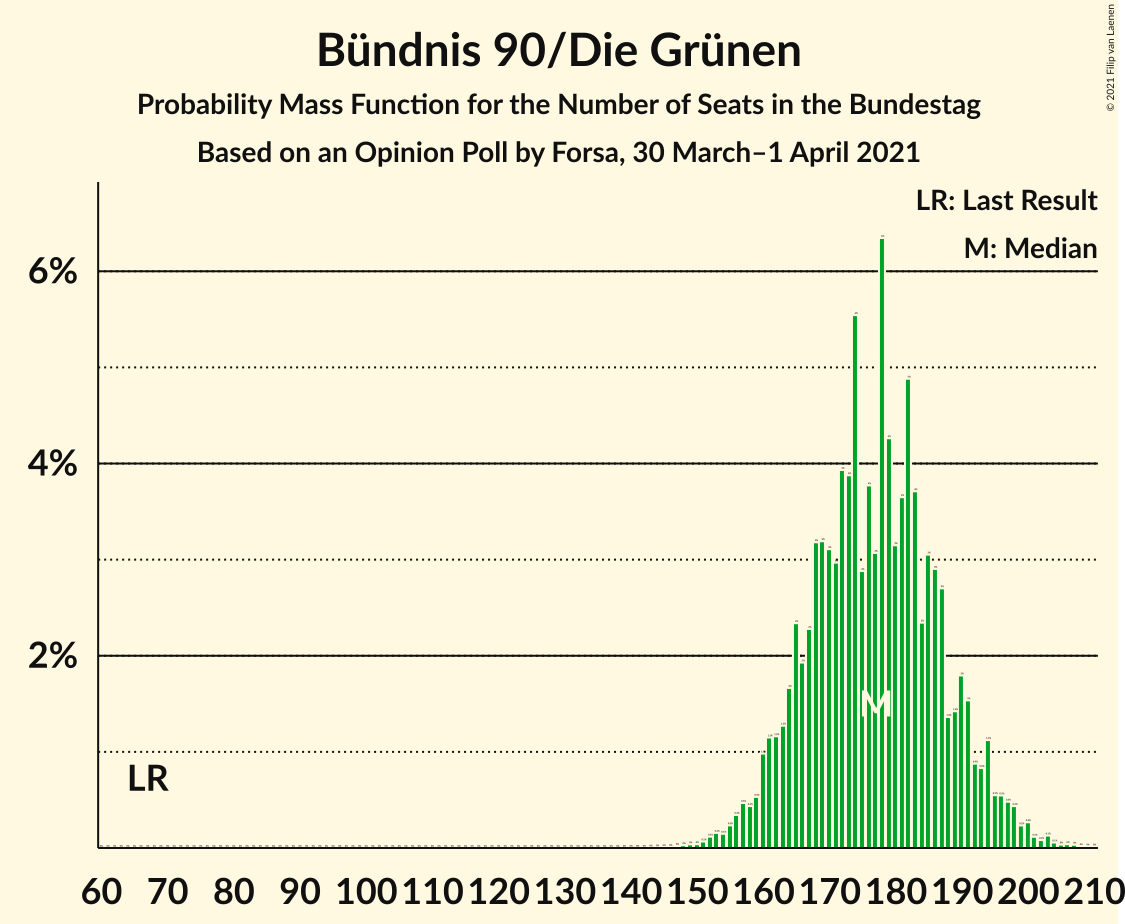 Bündnis 90/Die Grünen
Probability Mass Function for the Number of Seats in the Bundestag
Based on an Opinion Poll by Forsa, 30 March–1 April 2021
© 2021 Filip van Laenen
LR: Last Result
M: Median
6%
4%
2%
M
LR
60 70 80 90 100 110 120 130 140 150 160 170 180 190 200 210